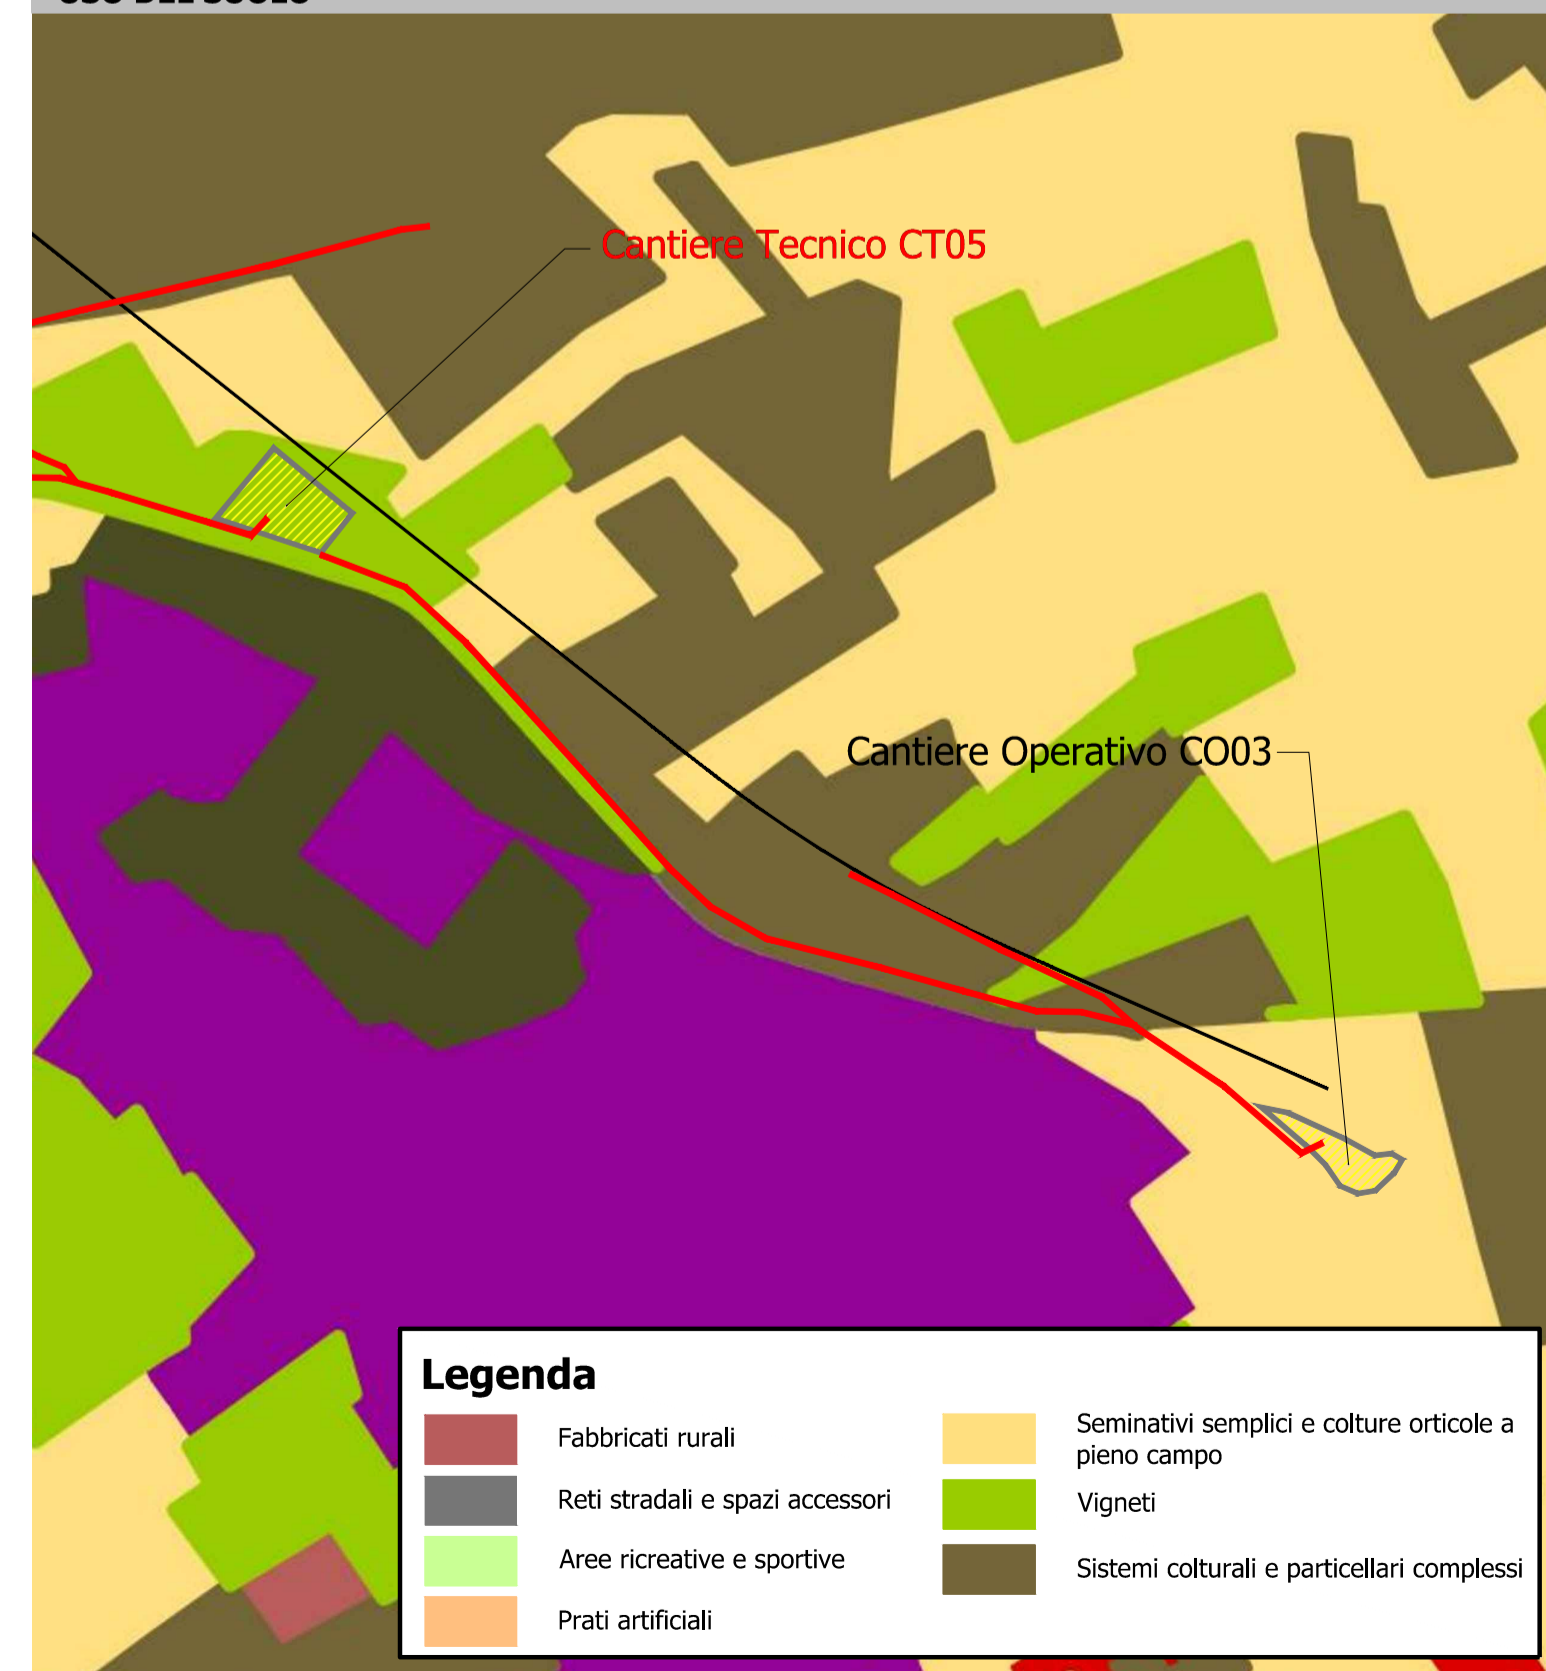 Cantiere Tecnico CT05
Cantiere Operativo CO03
Legenda
Fabbricati rurali
Reti stradali e spazi accessori
Aree ricreative e sportive
Prati artificiali
Seminativi semplici e colture orticole a
pieno campo
Vigneti
Sistemi colturali e particellari complessi